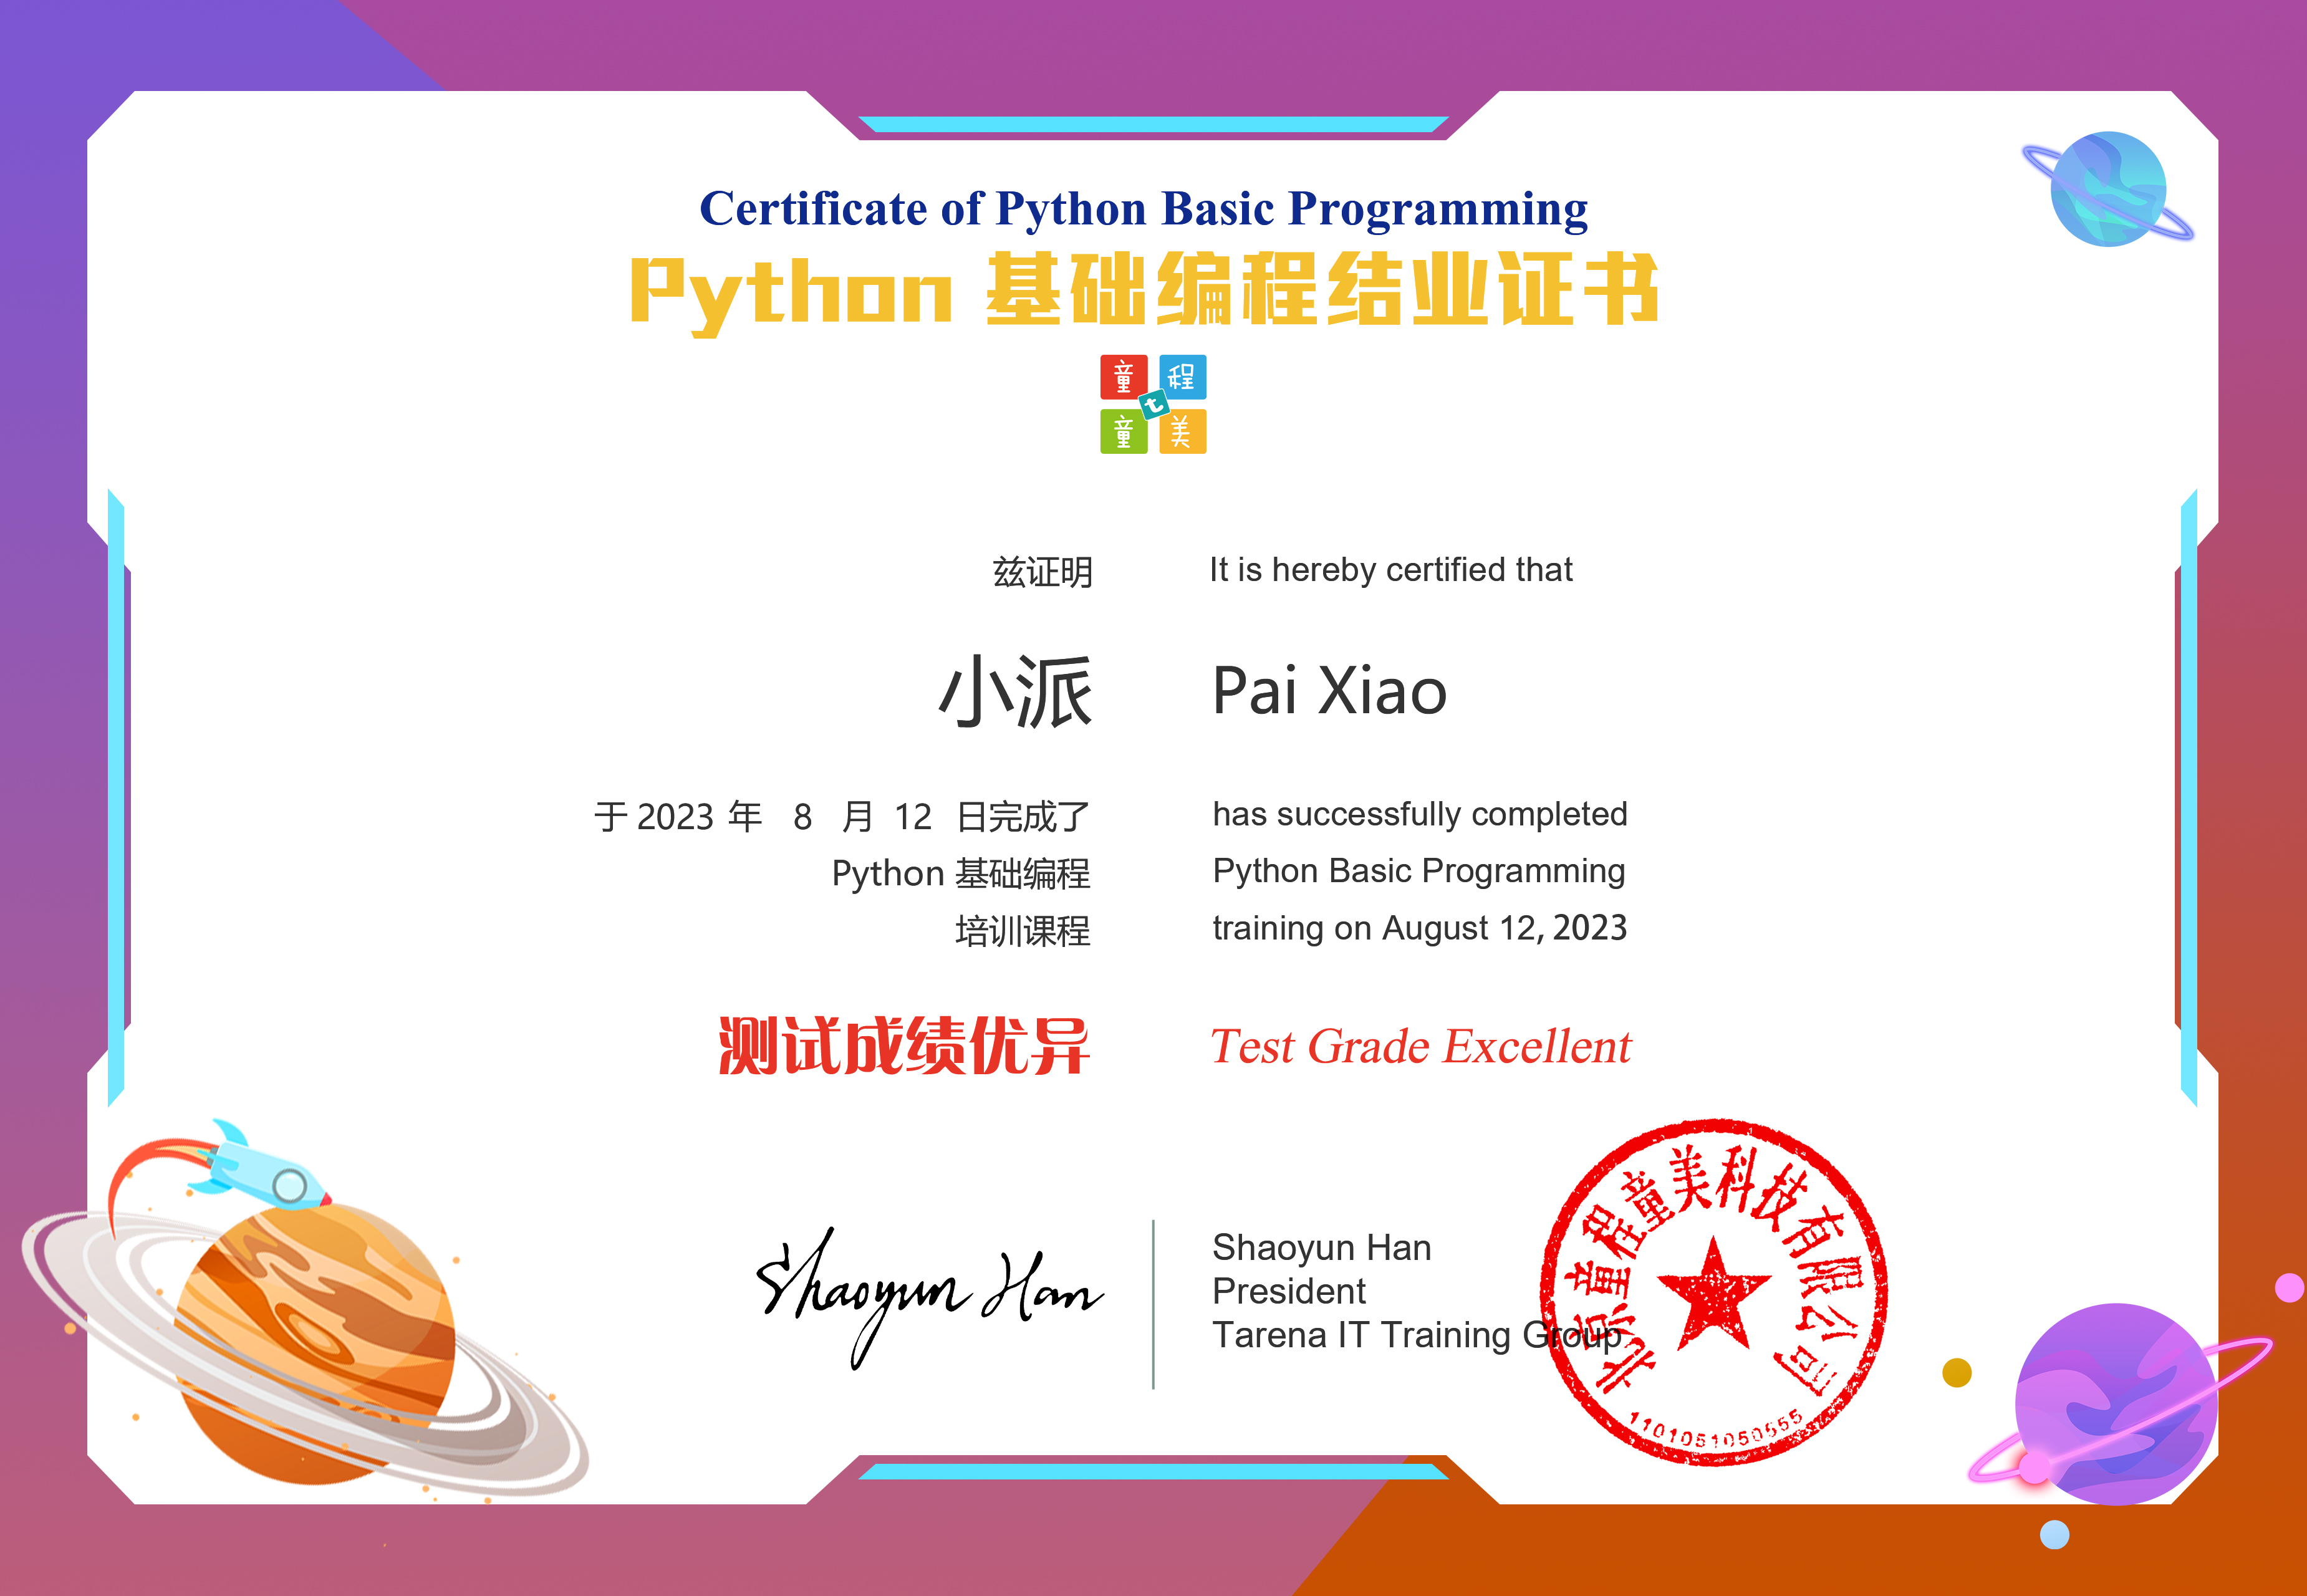 Certificate of Python Basic Programming
Python 基础编程结业证书
童程
t
童美
兹证明
It is hereby certified that
小派
Pai Xiao
于 2023 年 8 月 12 日完成了
has successfully completed
Python 基础编程
Python Basic Programming
培训课程
training on August 12, 2023
测试成绩优异
Test Grade Excellent
Shaoyun Han
Shaoyun Han
President
Tarena IT Training Group
北京童程童美科技有限公司
1101051050555